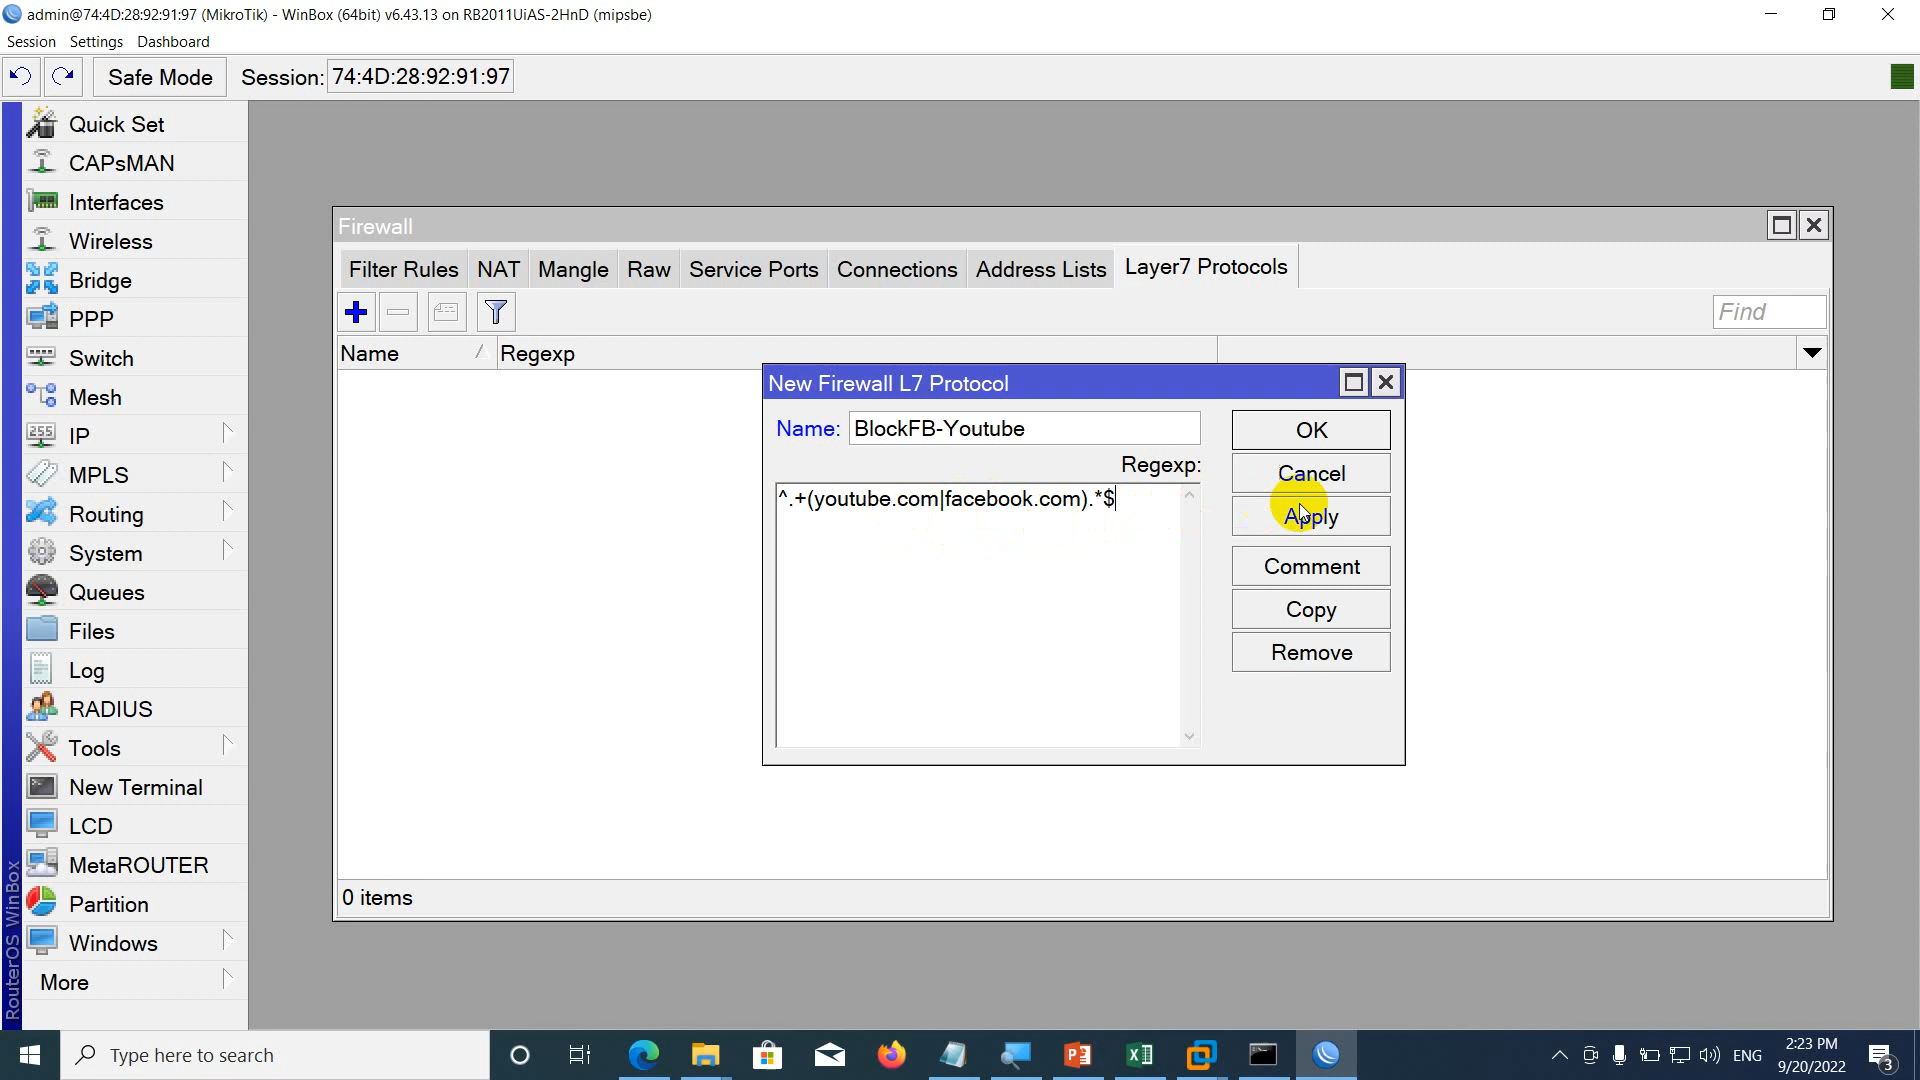 admin@74:4D:28:92:91:97 (MikroTik) - WinBox (64bit) v6.43.13 on RB2011UiAS-2HnD (mipsbe)
Session Settings Dashboard
Safe Mode Session: 74:4D:28:92:91:97
Quick Set
CAPsMAN
Interfaces
Wireless
Bridge
PPP
Switch
Mesh
255 IP
MPLS
Routing
System
Queues
Files
Log
RADIUS
Tools
New Terminal
LCD
MetaROUTER
Partition
Windows
More
RouterOS WinBox
Firewall
Filter Rules NAT Mangle Raw Service Ports Connections Address Lists Layer7 Protocols
Find
Name Regexp
New Firewall L7 Protocol
Name: BlockFB-Youtube
Regexp:
^.+(youtube.com|facebook.com).*$
OK
Cancel
Apply
Comment
Copy
Remove
0 items
Type here to search
ENG
2:23 PM
9/20/2022
3